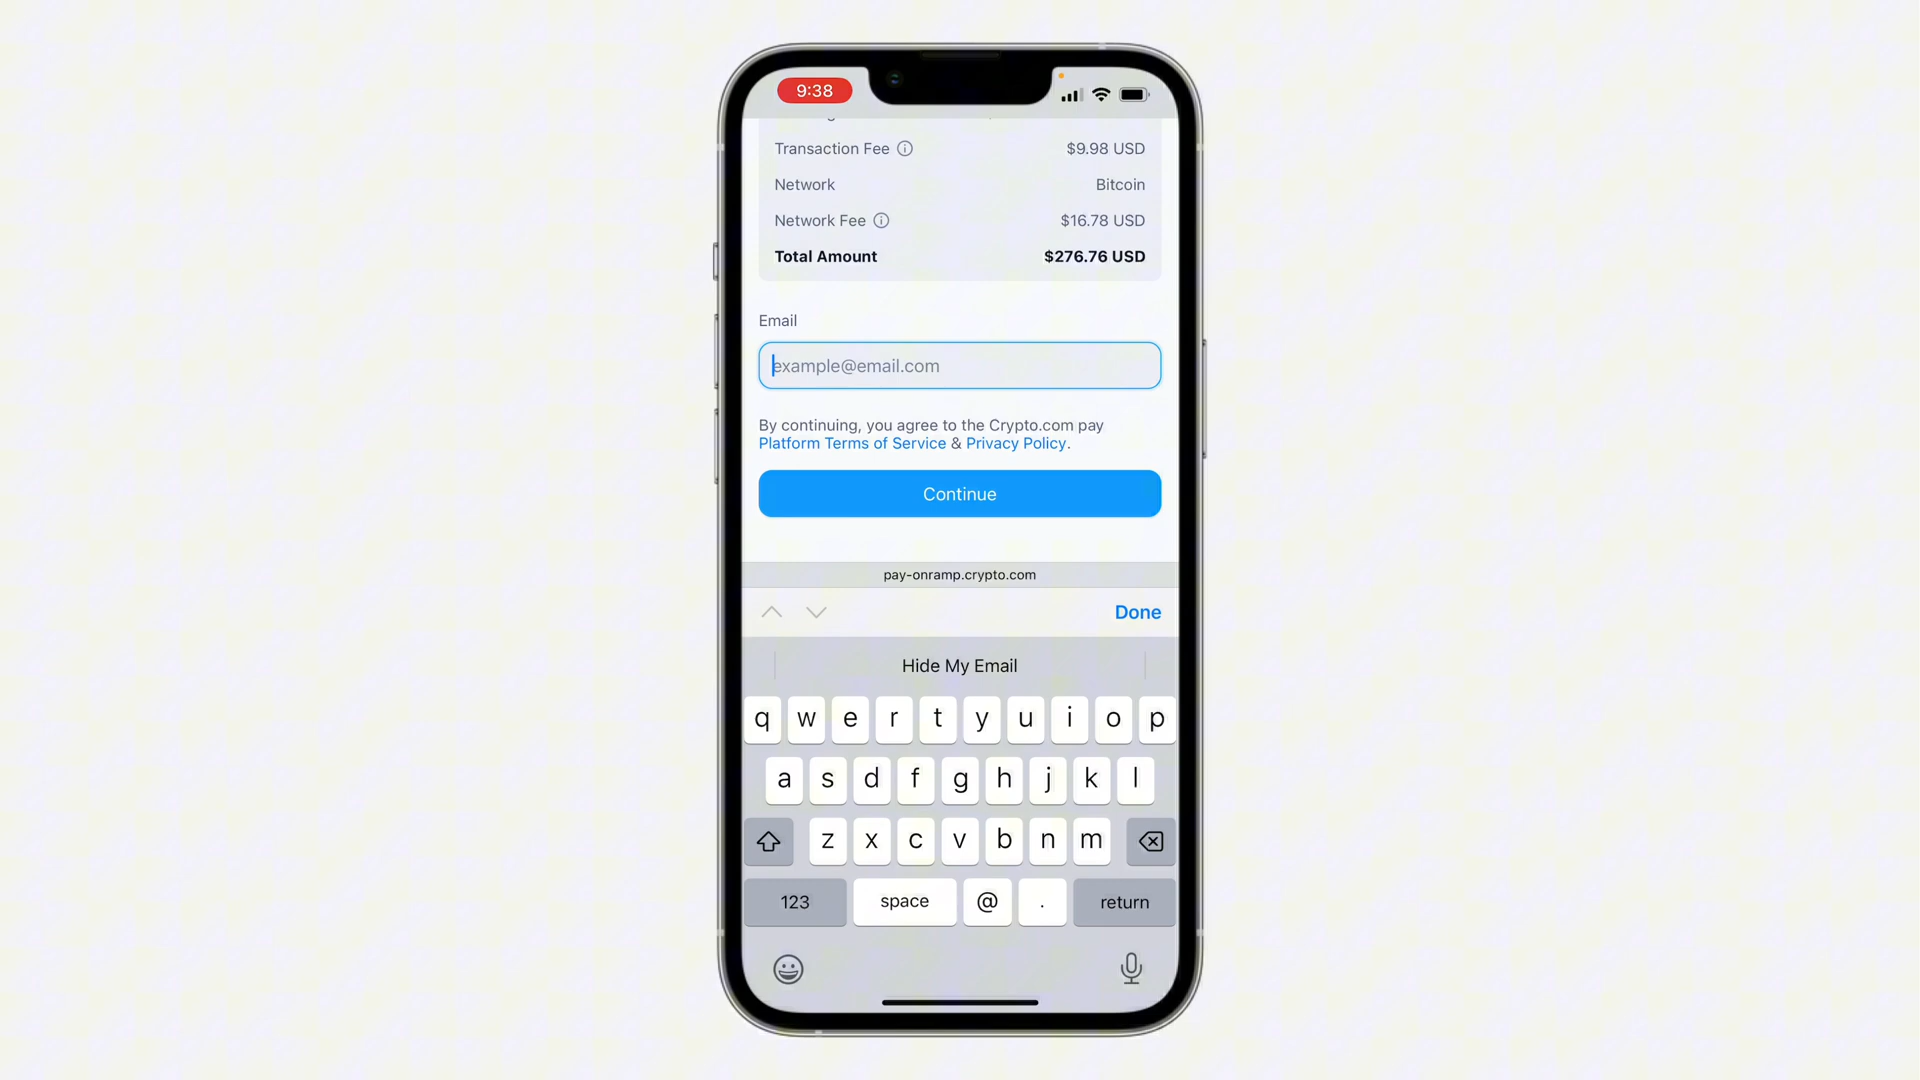 9:38
Transaction Fee $9.98 USD
Network Bitcoin
Network Fee $16.78 USD
Total Amount $276.76 USD
Email
example@email.com
By continuing, you agree to the Crypto.com pay
Platform Terms of Service & Privacy Policy.
Continue
pay-onramp.crypto.com
Done
Hide My Email
q w e r t y u i o p
a s d f g h j k l
z x c v b n m
123 space @ . return